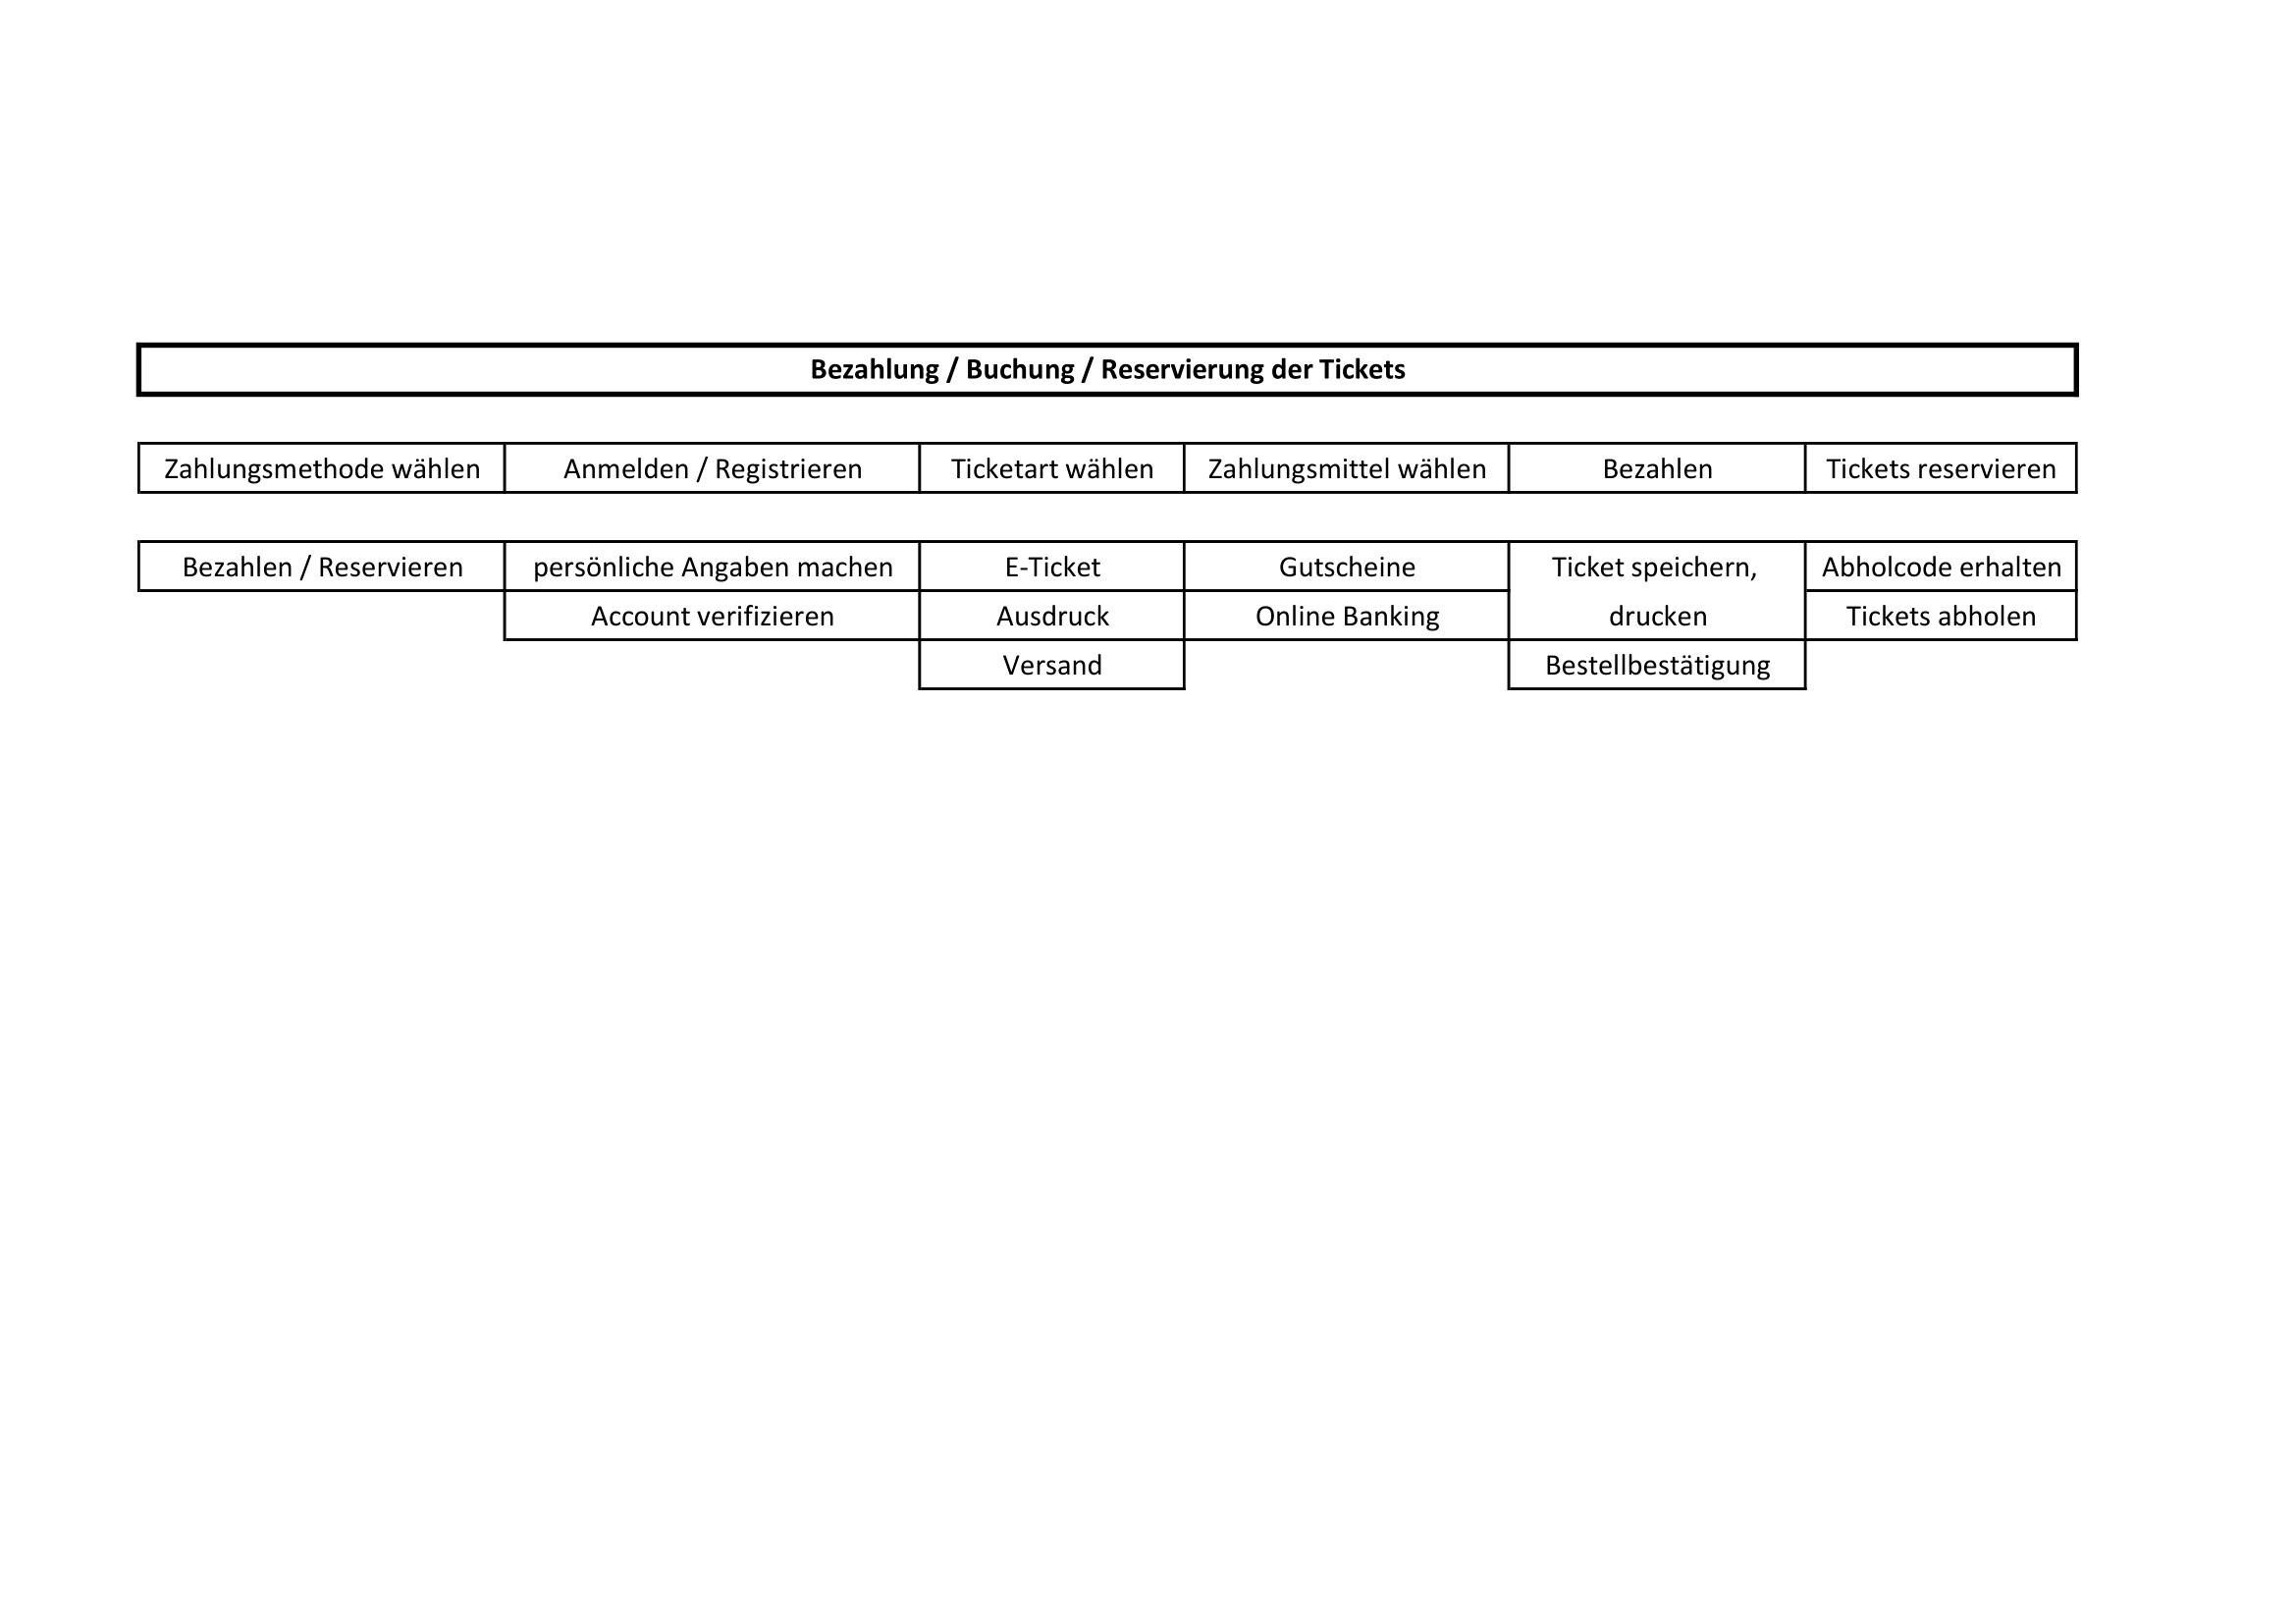 Bezahlung / Buchung / Reservierung der Tickets
Zahlungsmethode wählen
Anmelden / Registrieren
Ticketart wählen
Zahlungsmittel wählen
Bezahlen
Tickets reservieren
Bezahlen / Reservieren
persönliche Angaben machen
E-Ticket
Gutscheine
Ticket speichern,
Abholcode erhalten
Account verifizieren
Ausdruck
Online Banking
drucken
Tickets abholen
Versand
Bestellbestätigung